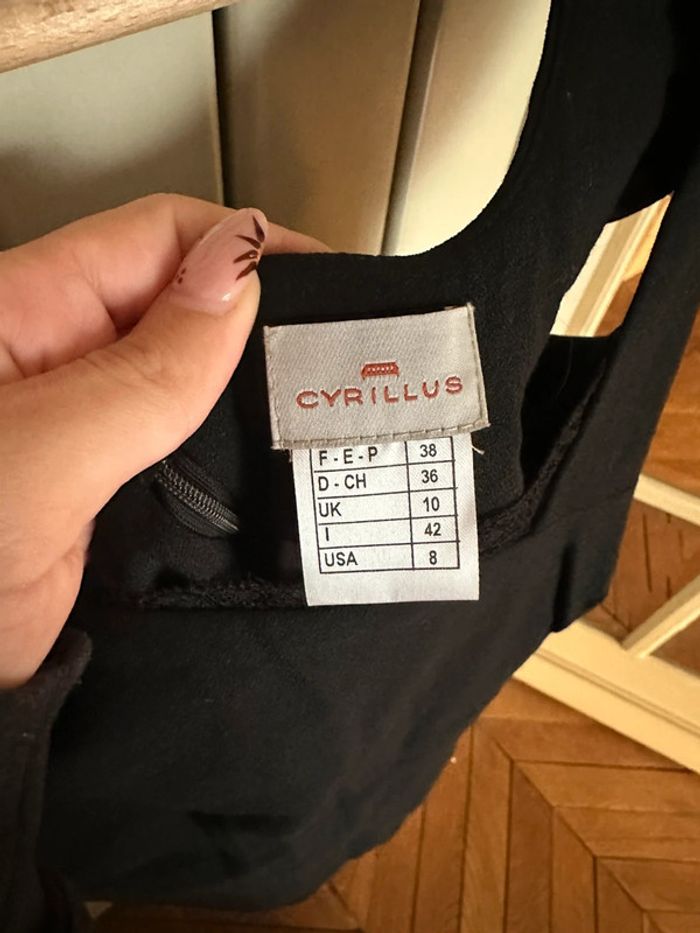 CYRILLUS
F - E - P 38
D - CH 36
UK 10
I 42
USA 8